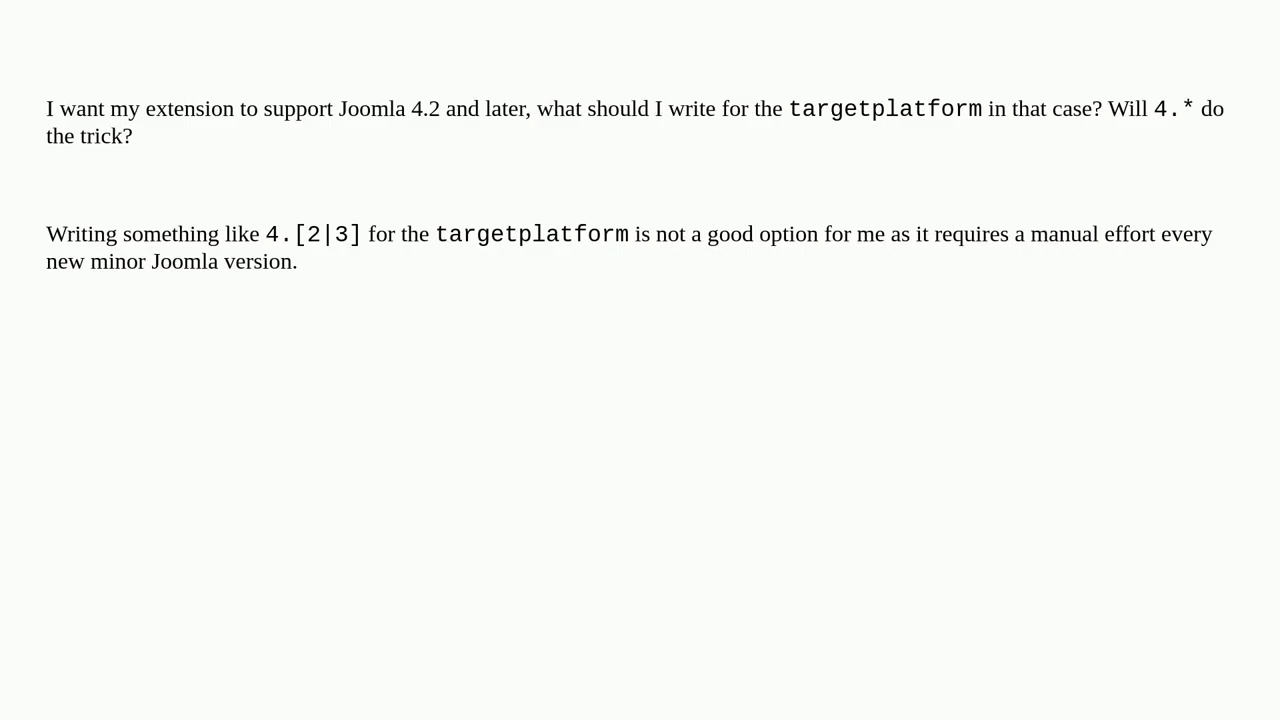 I want my extension to support Joomla 4.2 and later, what should I write for the targetplatform in that case? Will 4.* do
the trick?
Writing something like 4.[2|3] for the targetplatform is not a good option for me as it requires a manual effort every
new minor Joomla version.